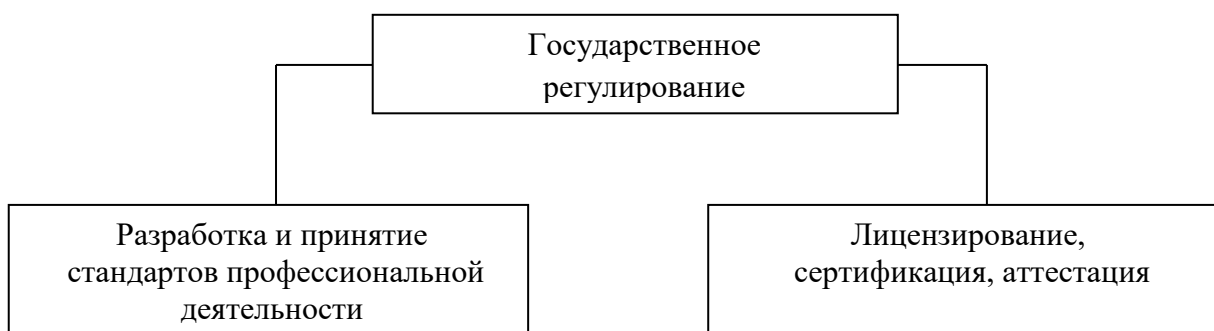 Государственное
регулирование
Разработка и принятие
стандартов профессиональной
деятельности
Лицензирование,
сертификация, аттестация